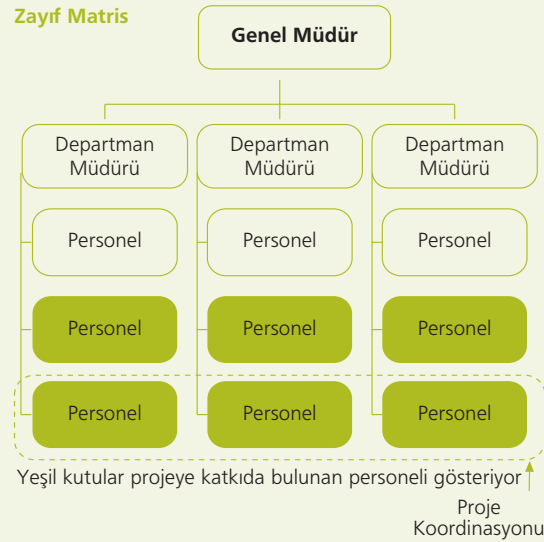 Zayıf Matris
Genel Müdür
Departman
Müdürü
Departman
Müdürü
Departman
Müdürü
Personel
Personel
Personel
Personel
Personel
Personel
Personel
Personel
Personel
Yeşil kutular projeye katkıda bulunan personeli gösteriyor
Proje
Koordinasyonu